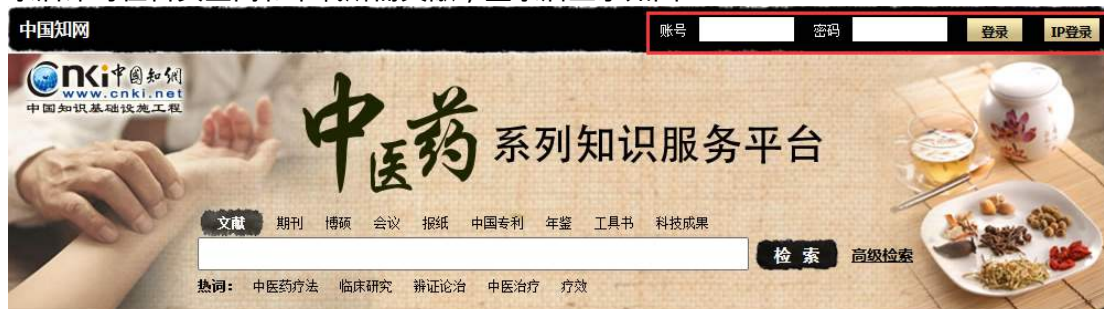 中国知网 账号 密码 登录 IP登录
cnki中国知网
www.cnki.net
中国知识基础设施工程
中医药 系列知识服务平台
文献 期刊 博硕 会议 报纸 中国专利 年鉴 工具书 科技成果
检索 高级检索
热词: 中医药疗法 临床研究 辨证论治 中医治疗 疗效